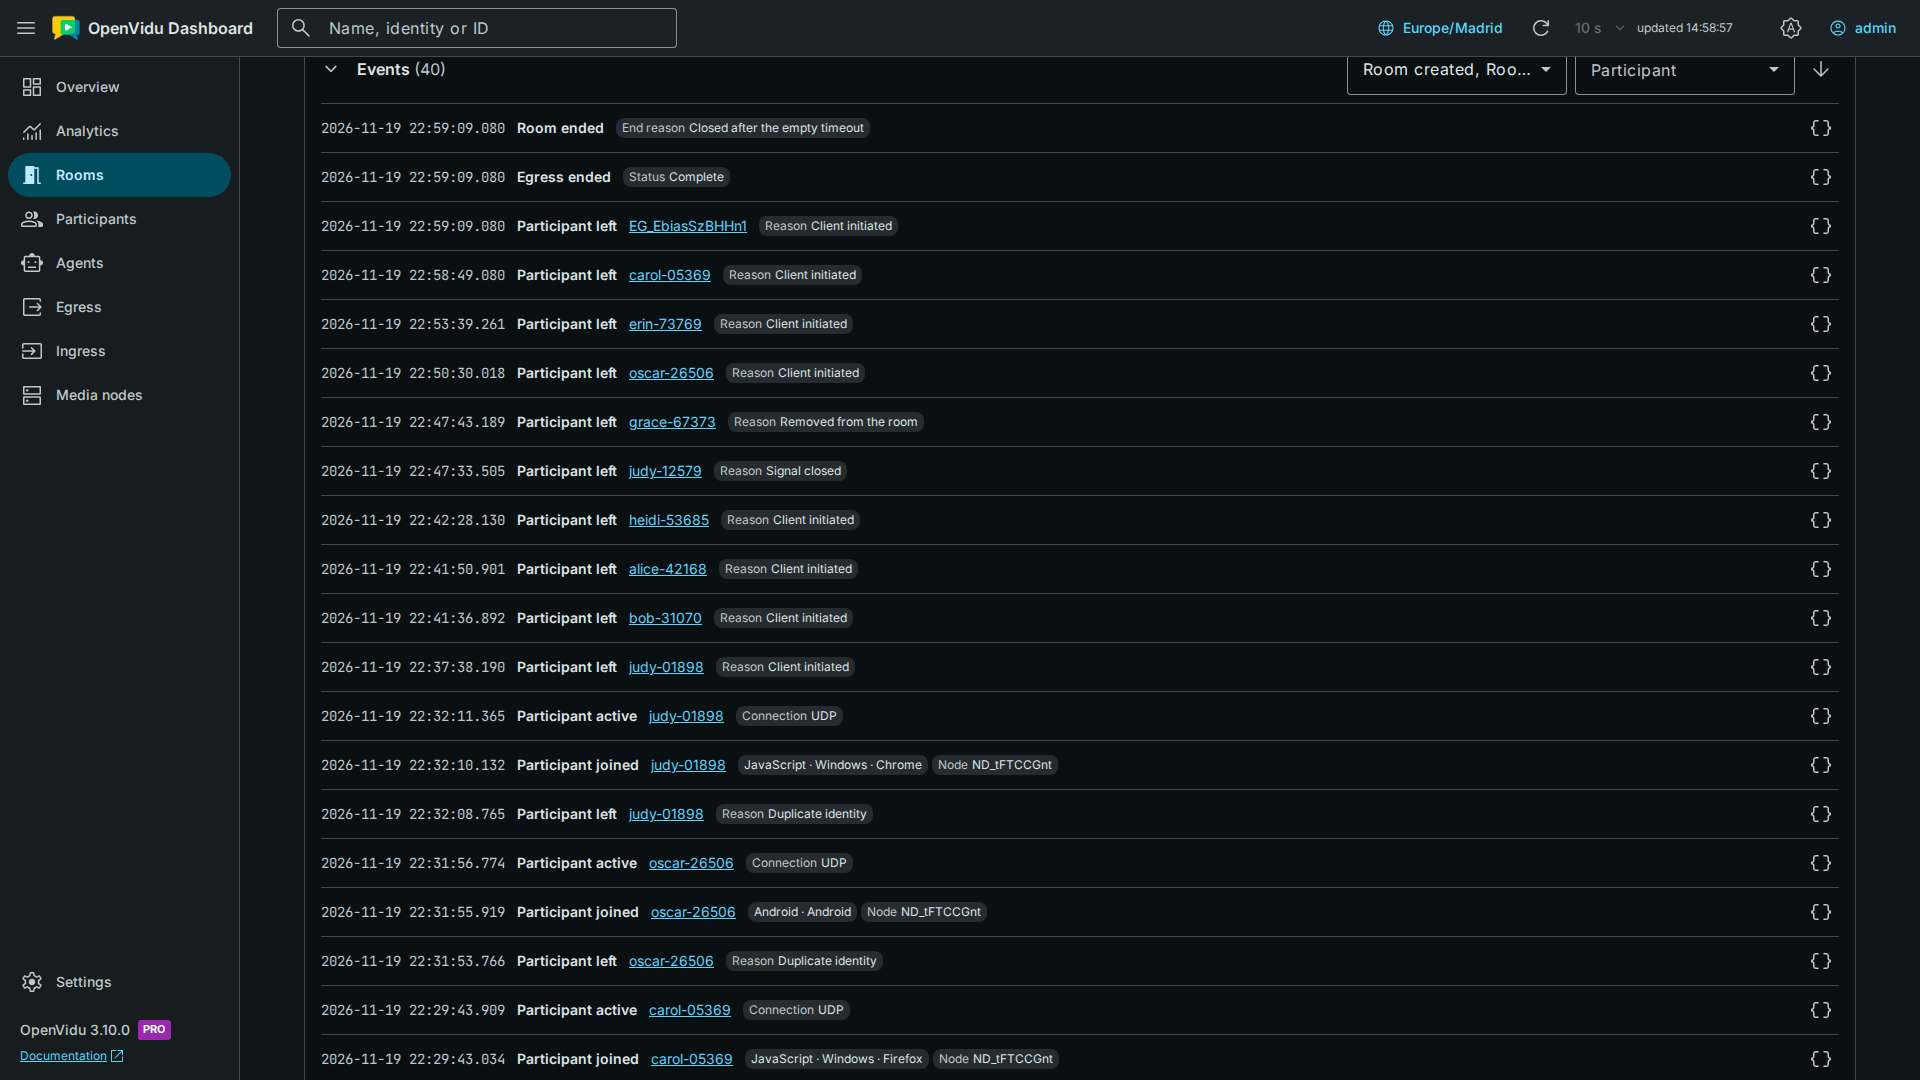 OpenVidu Dashboard
Name, identity or ID
Europe/Madrid
10 s
updated 14:58:57
admin
Overview
Analytics
Rooms
Participants
Agents
Egress
Ingress
Media nodes
Settings
OpenVidu 3.10.0 PRO
Documentation
Events (40)
Room created, Roo...
Participant
2026-11-19 22:59:09.080 Room ended End reason Closed after the empty timeout
2026-11-19 22:59:09.080 Egress ended Status Complete
2026-11-19 22:59:09.080 Participant left EG_EbiasSzBHHn1 Reason Client initiated
2026-11-19 22:58:49.080 Participant left carol-05369 Reason Client initiated
2026-11-19 22:53:39.261 Participant left erin-73769 Reason Client initiated
2026-11-19 22:50:30.018 Participant left oscar-26506 Reason Client initiated
2026-11-19 22:47:43.189 Participant left grace-67373 Reason Removed from the room
2026-11-19 22:47:33.505 Participant left judy-12579 Reason Signal closed
2026-11-19 22:42:28.130 Participant left heidi-53685 Reason Client initiated
2026-11-19 22:41:50.901 Participant left alice-42168 Reason Client initiated
2026-11-19 22:41:36.892 Participant left bob-31070 Reason Client initiated
2026-11-19 22:37:38.190 Participant left judy-01898 Reason Client initiated
2026-11-19 22:32:11.365 Participant active judy-01898 Connection UDP
2026-11-19 22:32:10.132 Participant joined judy-01898 JavaScript · Windows · Chrome Node ND_tFTCCGnt
2026-11-19 22:32:08.765 Participant left judy-01898 Reason Duplicate identity
2026-11-19 22:31:56.774 Participant active oscar-26506 Connection UDP
2026-11-19 22:31:55.919 Participant joined oscar-26506 Android · Android Node ND_tFTCCGnt
2026-11-19 22:31:53.766 Participant left oscar-26506 Reason Duplicate identity
2026-11-19 22:29:43.909 Participant active carol-05369 Connection UDP
2026-11-19 22:29:43.034 Participant joined carol-05369 JavaScript · Windows · Firefox Node ND_tFTCCGnt